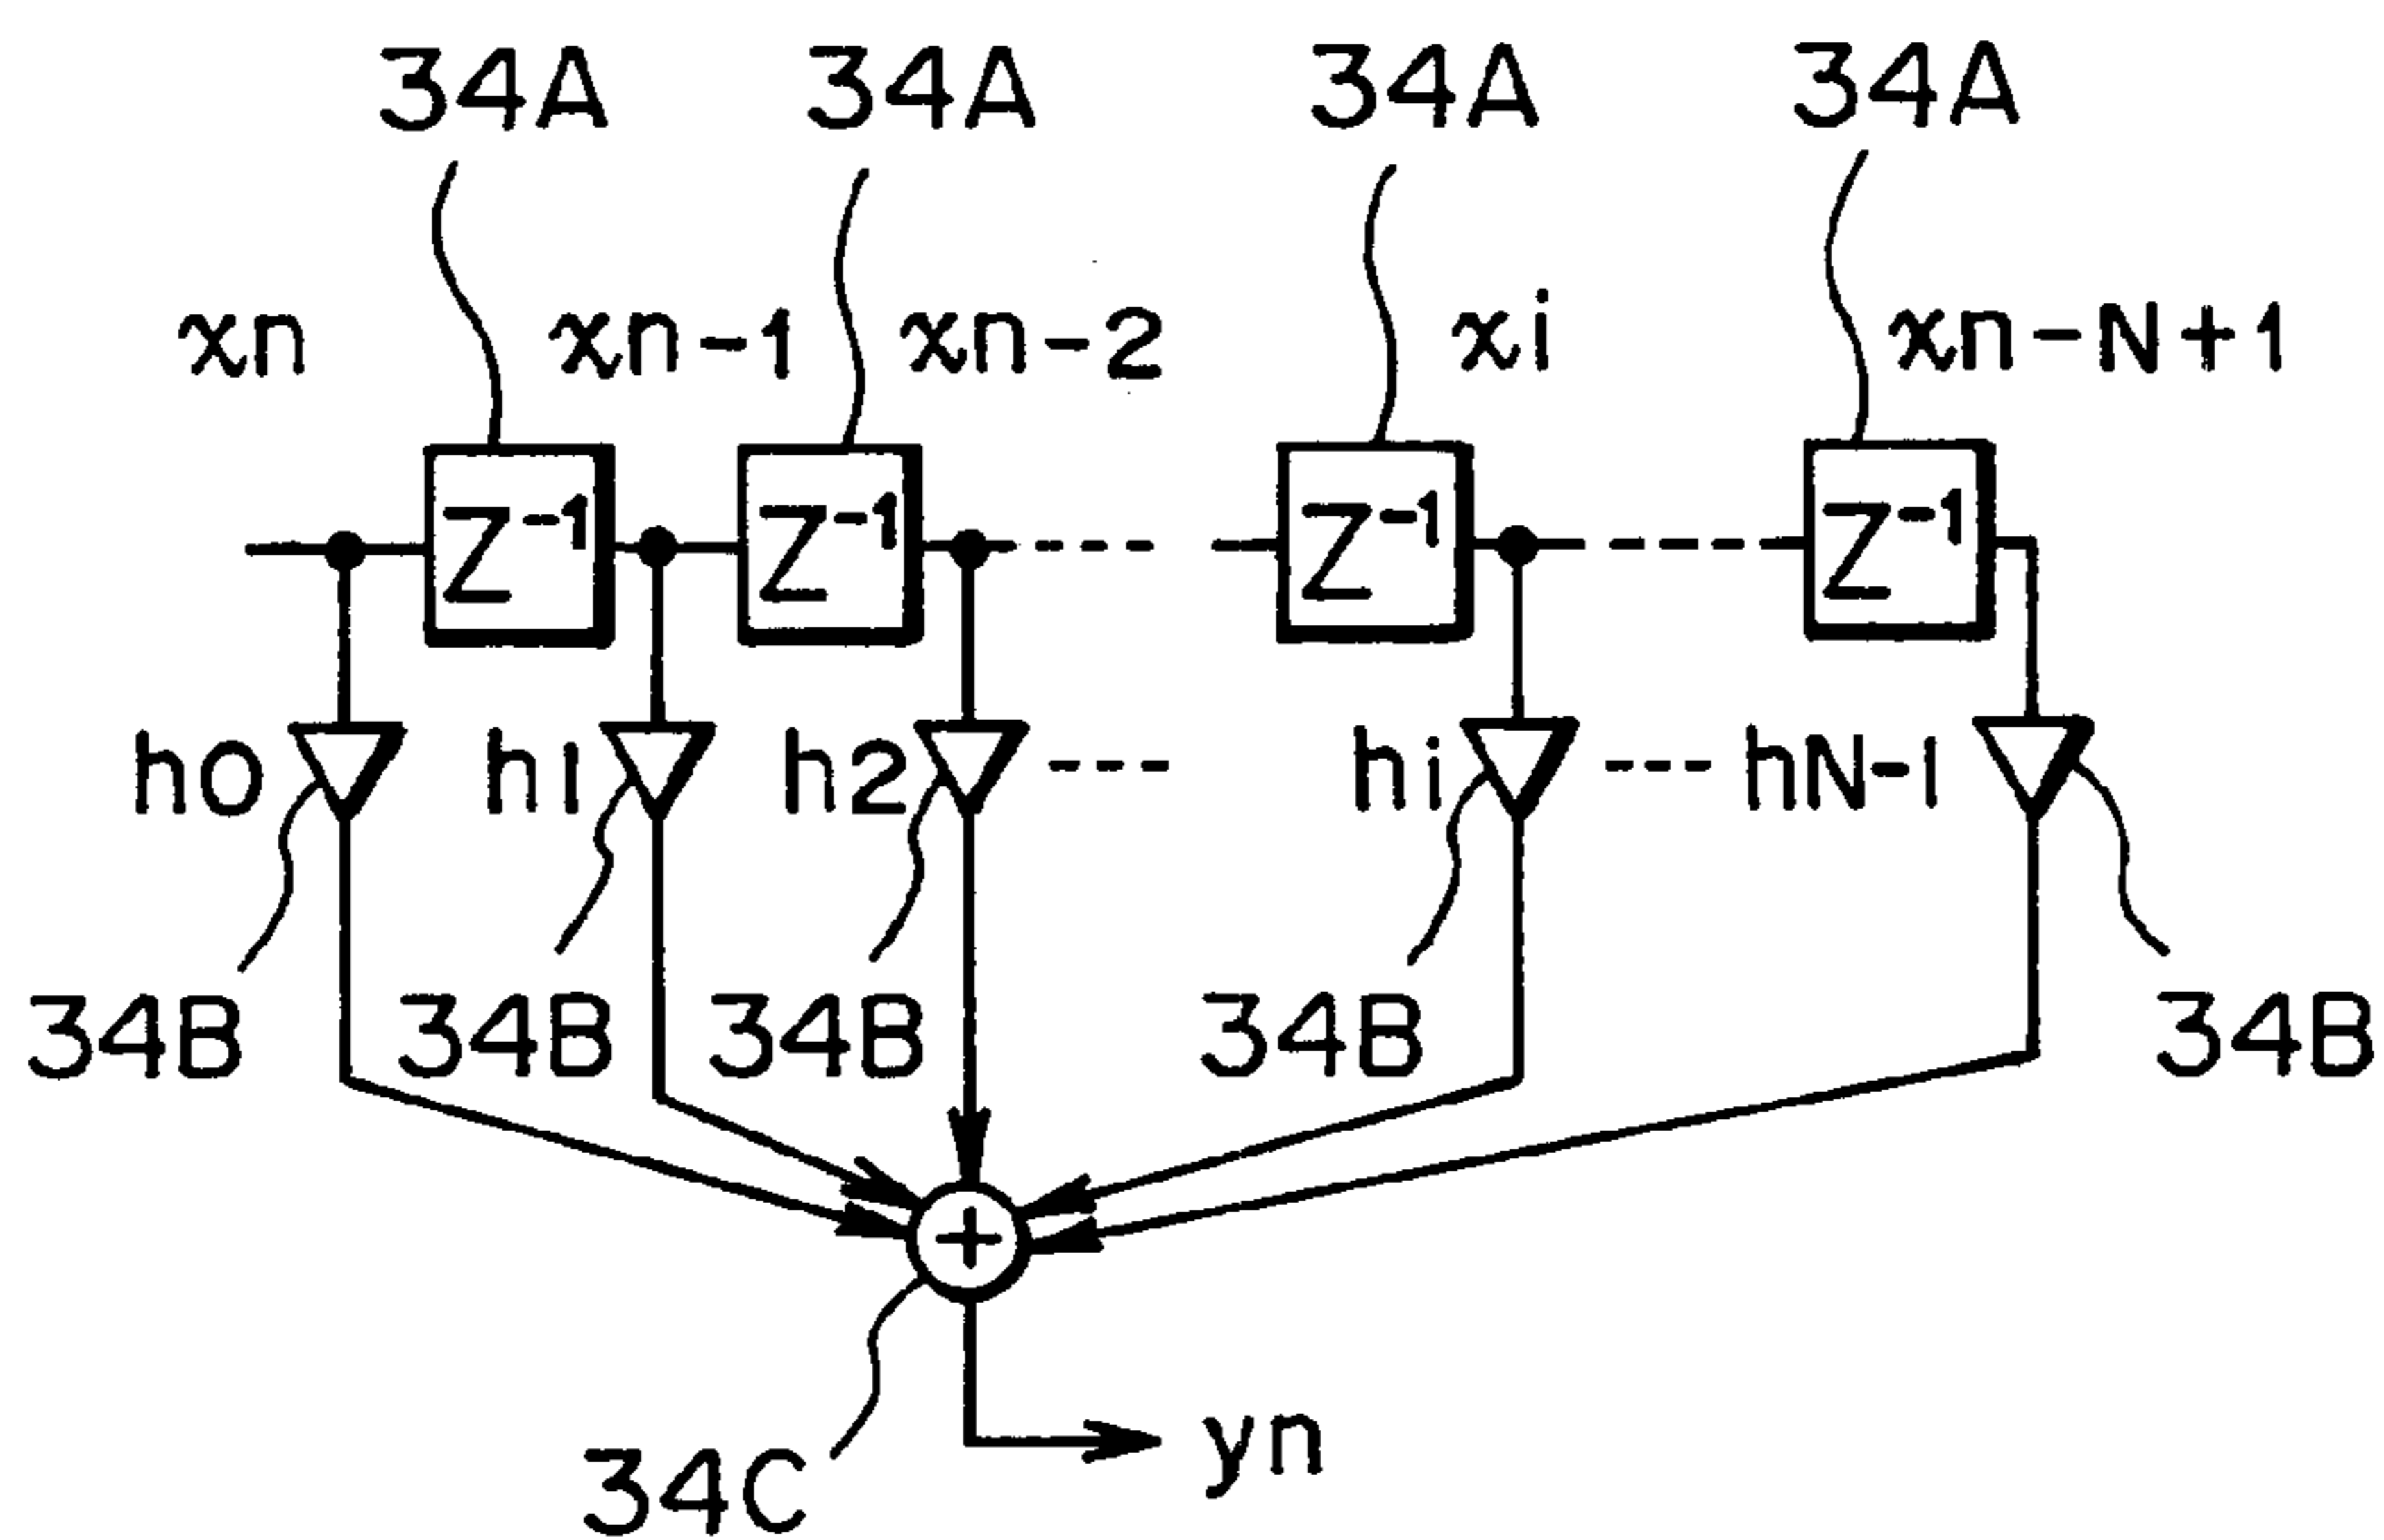 34A 34A 34A 34A
xn xn-1 xn-2 xi xn-N+1
Z-1 Z-1 Z-1 Z-1
h0 h1 h2 --- hi --- hN-1
34B 34B 34B 34B 34B
+
34C yn